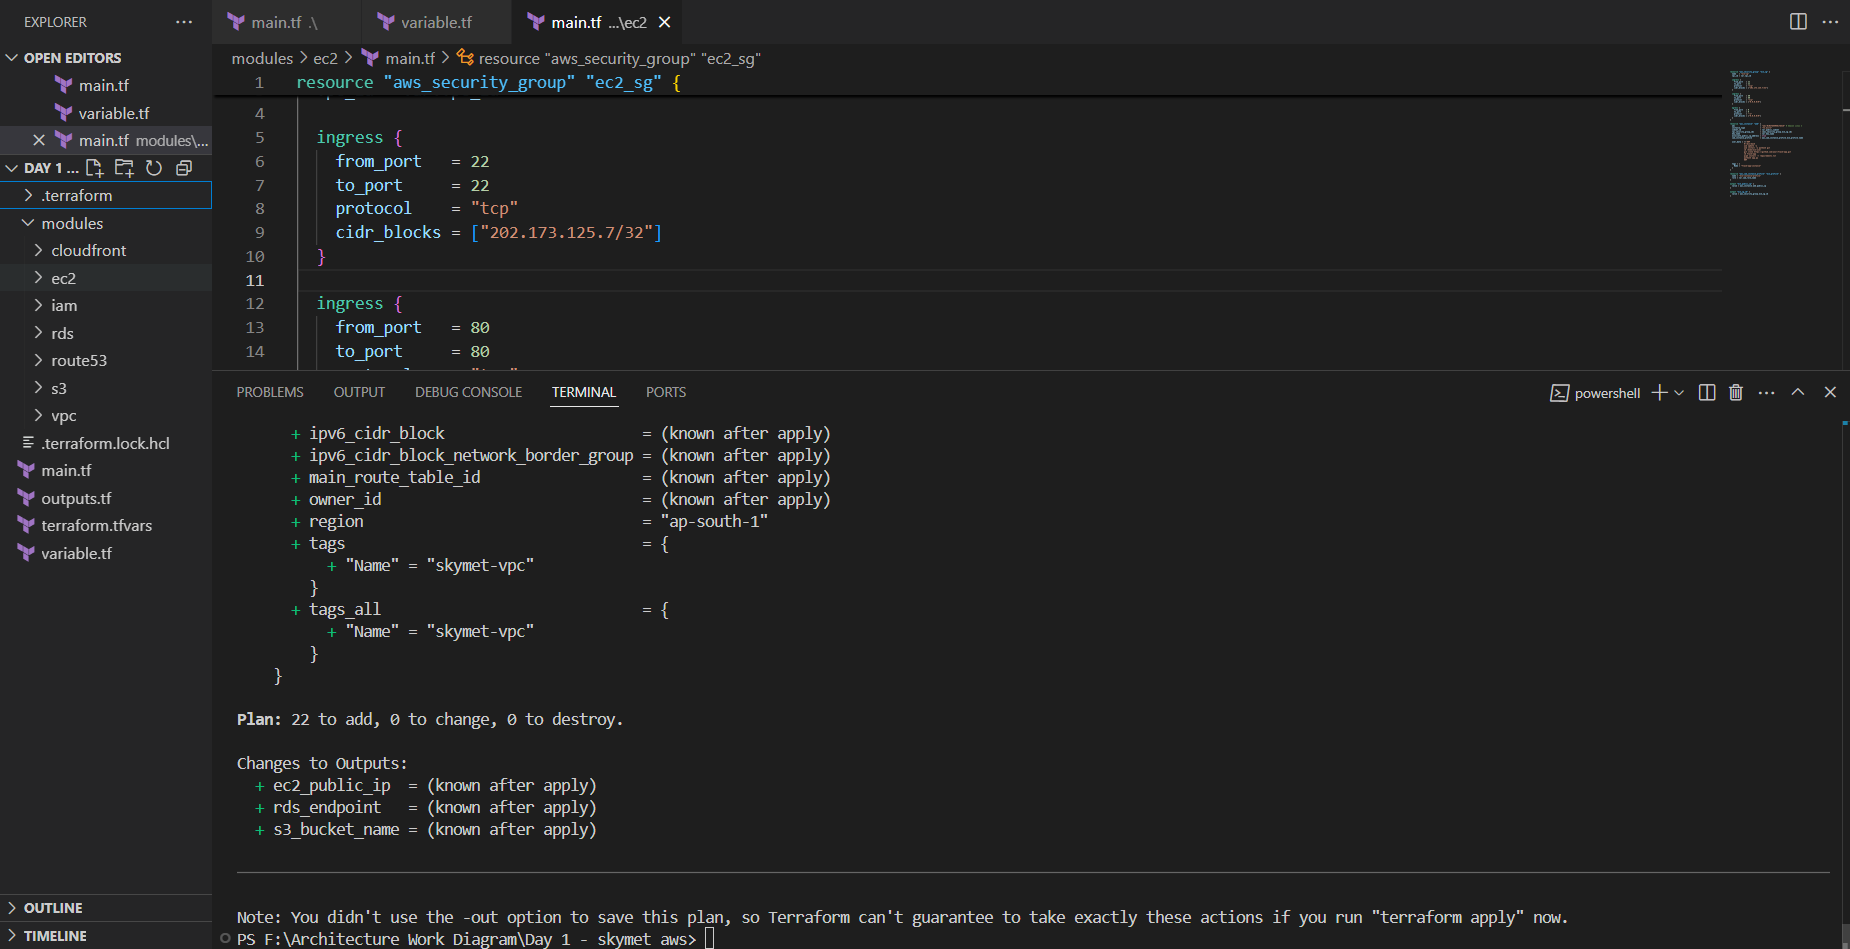 EXPLORER
OPEN EDITORS
main.tf
variable.tf
main.tf modules\...
DAY 1 ...
.terraform
modules
cloudfront
ec2
iam
rds
route53
s3
vpc
.terraform.lock.hcl
main.tf
outputs.tf
terraform.tfvars
variable.tf
OUTLINE
TIMELINE
main.tf .\
variable.tf
main.tf ...\ec2
modules > ec2 > main.tf > resource "aws_security_group" "ec2_sg"
1 resource "aws_security_group" "ec2_sg" {
4
5 ingress {
6 from_port = 22
7 to_port = 22
8 protocol = "tcp"
9 cidr_blocks = ["202.173.125.7/32"]
10 }
11
12 ingress {
13 from_port = 80
14 to_port = 80
PROBLEMS OUTPUT DEBUG CONSOLE TERMINAL PORTS
powershell
+ ipv6_cidr_block = (known after apply)
+ ipv6_cidr_block_network_border_group = (known after apply)
+ main_route_table_id = (known after apply)
+ owner_id = (known after apply)
+ region = "ap-south-1"
+ tags = {
+ "Name" = "skymet-vpc"
}
+ tags_all = {
+ "Name" = "skymet-vpc"
}
}
Plan: 22 to add, 0 to change, 0 to destroy.
Changes to Outputs:
+ ec2_public_ip = (known after apply)
+ rds_endpoint = (known after apply)
+ s3_bucket_name = (known after apply)
Note: You didn't use the -out option to save this plan, so Terraform can't guarantee to take exactly these actions if you run "terraform apply" now.
PS F:\Architecture Work Diagram\Day 1 - skymet aws>